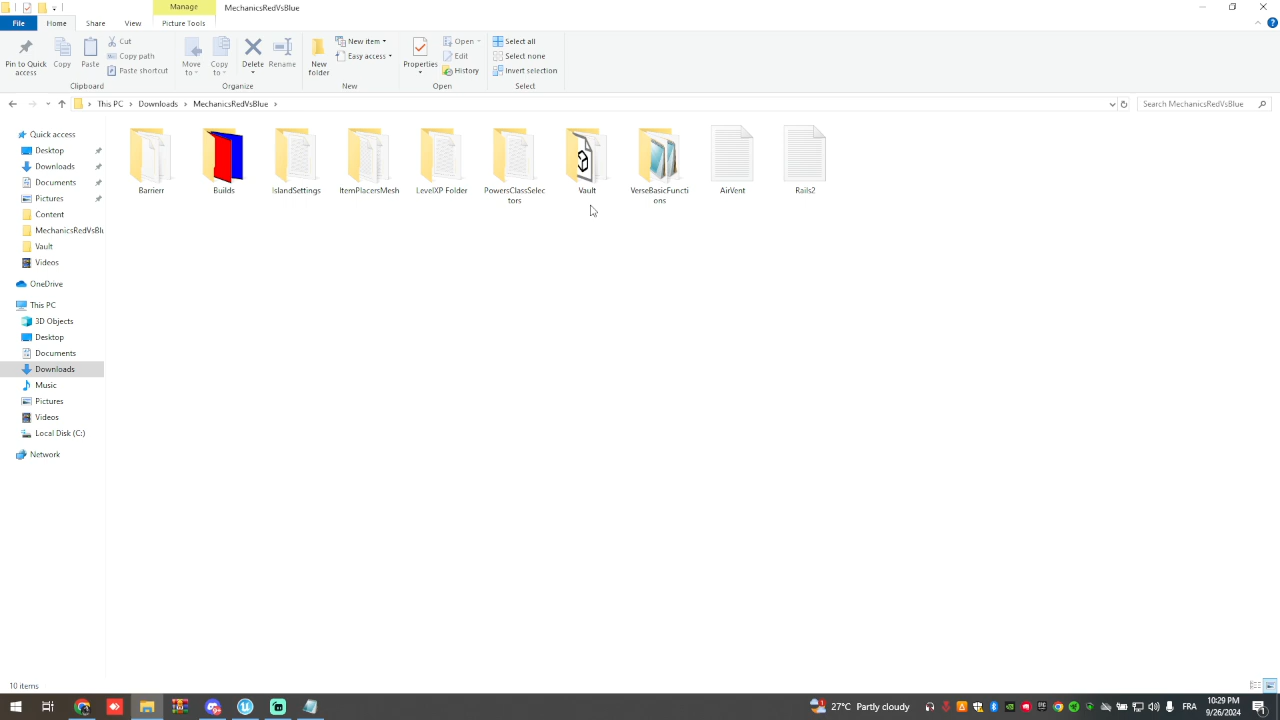 Manage
MechanicsRedVsBlue
File
Home
Share
View
Picture Tools
Pin to Quick access
Copy
Paste
Cut
Copy path
Paste shortcut
Clipboard
Move to
Copy to
Delete
Rename
Organize
New folder
New item
Easy access
New
Properties
Open
Edit
History
Open
Select all
Select none
Invert selection
Select
This PC
Downloads
MechanicsRedVsBlue
Search MechanicsRedVsBlue
Quick access
Desktop
Downloads
Documents
Pictures
Content
MechanicsRedVsBlu
Vault
Videos
OneDrive
This PC
3D Objects
Desktop
Documents
Downloads
Music
Pictures
Videos
Local Disk (C:)
Network
Barrierr
Builds
IslandSettings
ItemPlacersMesh
LevelXP Folder
PowersClassSelec
tors
Vault
VerseBasicFuncti
ons
AirVent
Rails2
10 items
27°C Partly cloudy
FRA
10:29 PM
9/26/2024